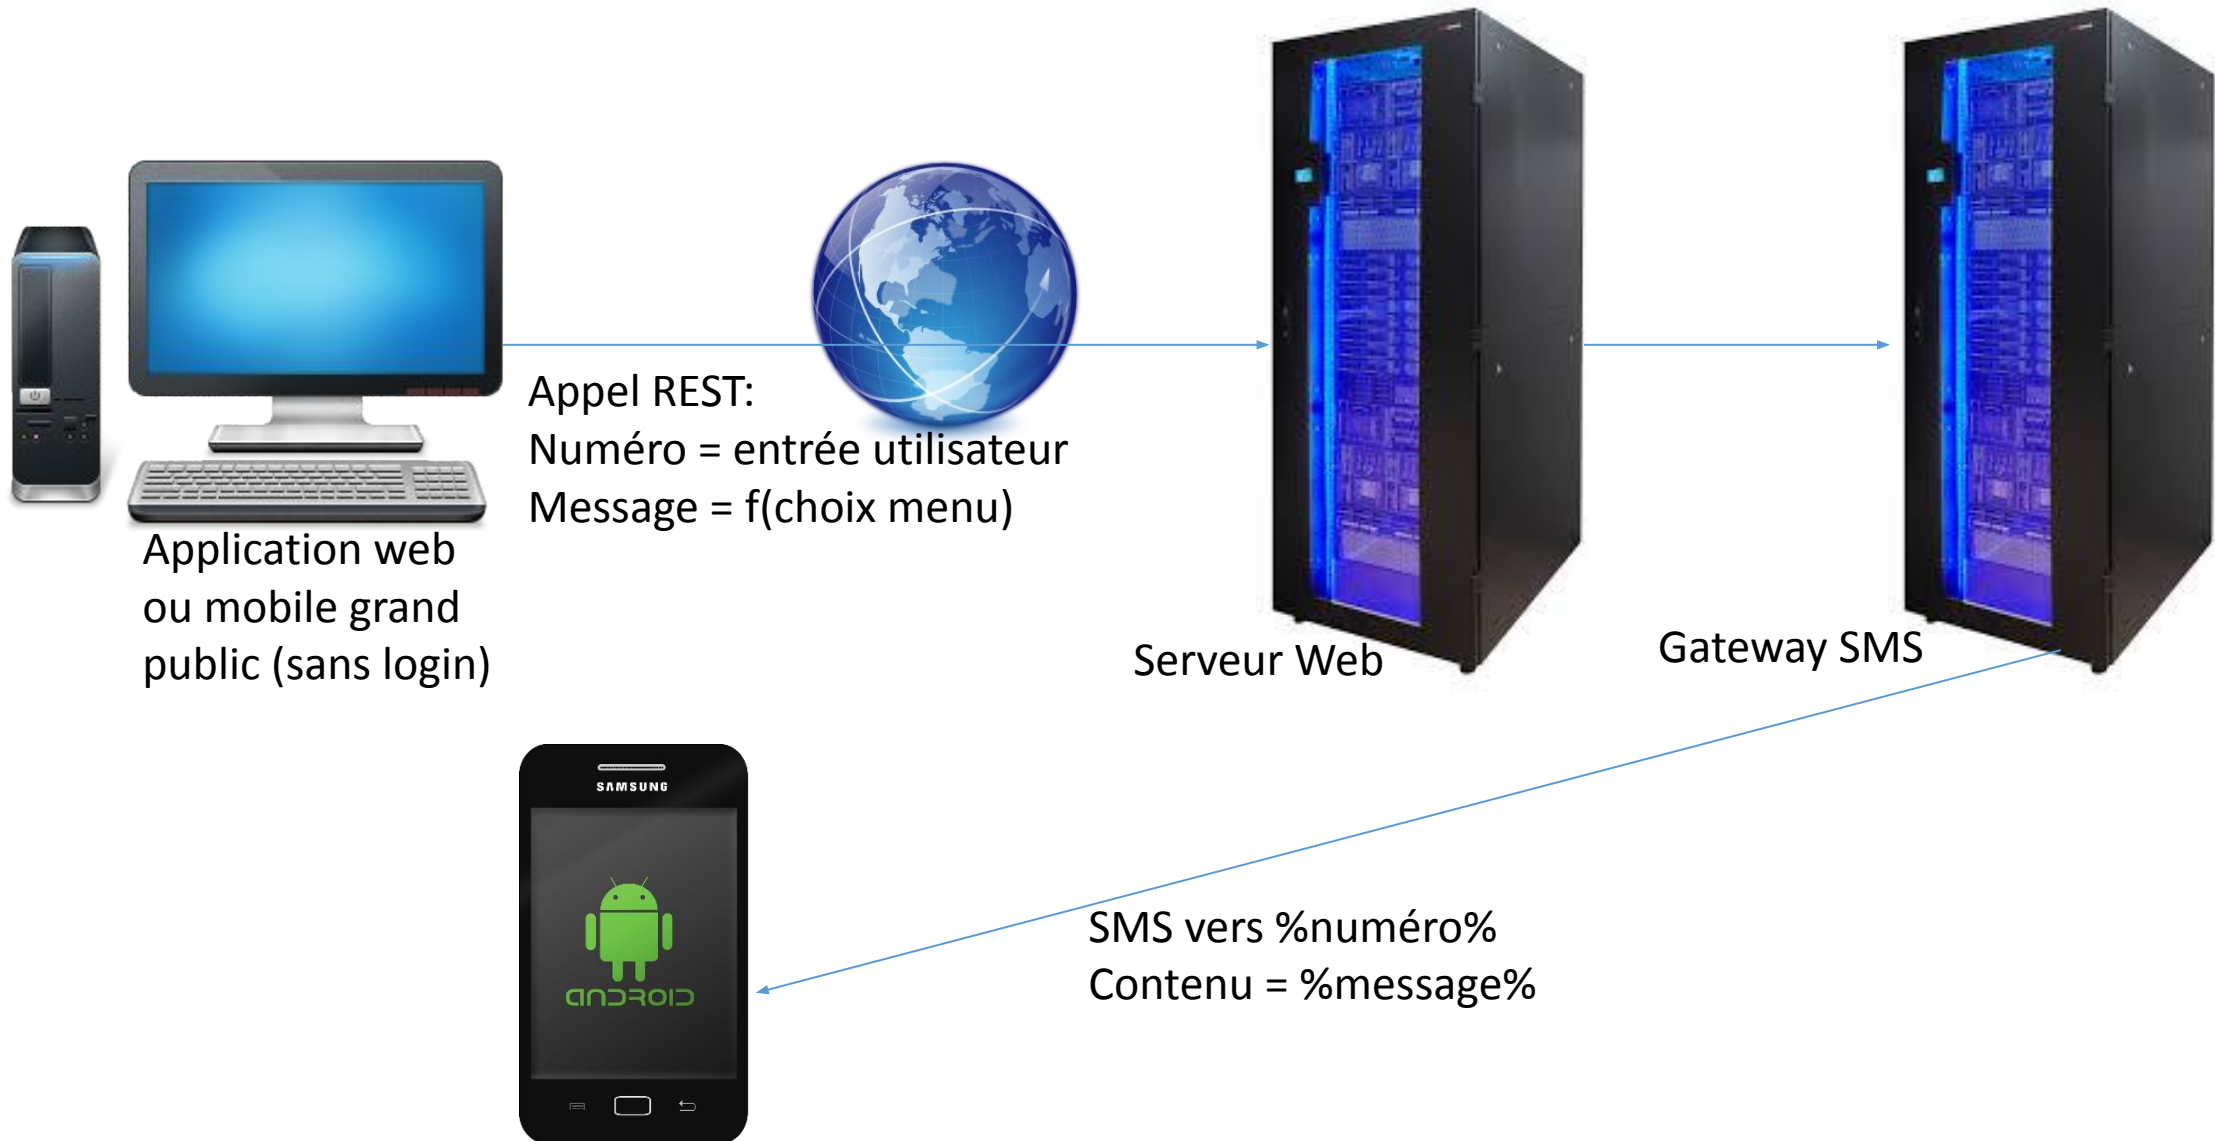 Appel REST:
Numéro = entrée utilisateur
Message = f(choix menu)
Application web
ou mobile grand
public (sans login)
Serveur Web
Gateway SMS
SAMSUNG
ANDROID
SMS vers %numéro%
Contenu = %message%